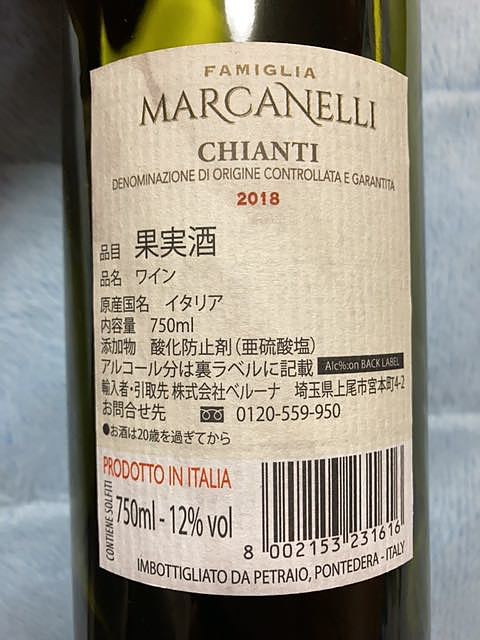 FAMIGLIA
MARCANELLI
CHIANTI
DENOMINAZIONE DI ORIGINE CONTROLLATA E GARANTITA
2018
品目 果実酒
品名 ワイン
原産国名 イタリア
内容量 750ml
添加物 酸化防止剤(亜硫酸塩)
アルコール分は裏ラベルに記載 Alc%:on BACK LABEL
輸入者・引取先 株式会社ベルーナ 埼玉県上尾市宮本町4-2
お問合せ先 0120-559-950
●お酒は20歳を過ぎてから
PRODOTTO IN ITALIA
CONTIENE SOLFITI
750ml - 12% vol
8 002153 231616
IMBOTTIGLIATO DA PETRAIO, PONTEDERA - ITALY